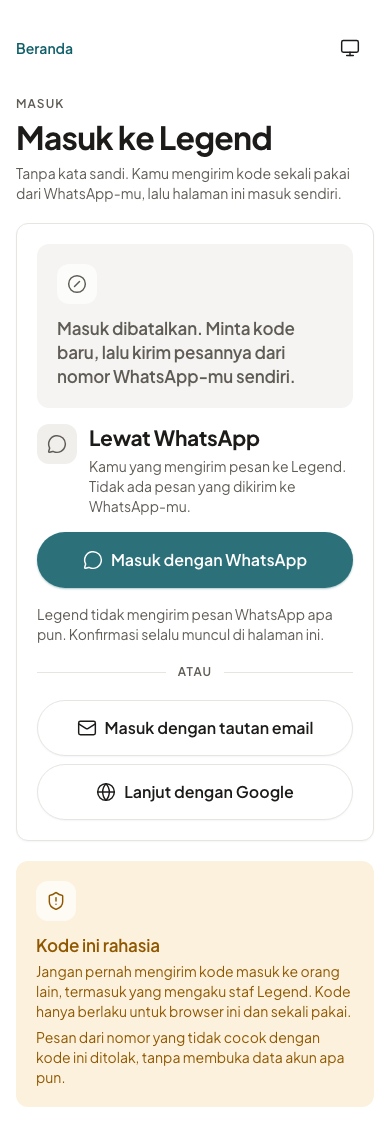 Beranda
MASUK
Masuk ke Legend
Tanpa kata sandi. Kamu mengirim kode sekali pakai
dari WhatsApp-mu, lalu halaman ini masuk sendiri.
Masuk dibatalkan. Minta kode
baru, lalu kirim pesannya dari
nomor WhatsApp-mu sendiri.
Lewat WhatsApp
Kamu yang mengirim pesan ke Legend.
Tidak ada pesan yang dikirim ke
WhatsApp-mu.
Masuk dengan WhatsApp
Legend tidak mengirim pesan WhatsApp apa
pun. Konfirmasi selalu muncul di halaman ini.
ATAU
Masuk dengan tautan email
Lanjut dengan Google
Kode ini rahasia
Jangan pernah mengirim kode masuk ke orang
lain, termasuk yang mengaku staf Legend. Kode
hanya berlaku untuk browser ini dan sekali pakai.
Pesan dari nomor yang tidak cocok dengan
kode ini ditolak, tanpa membuka data akun apa
pun.